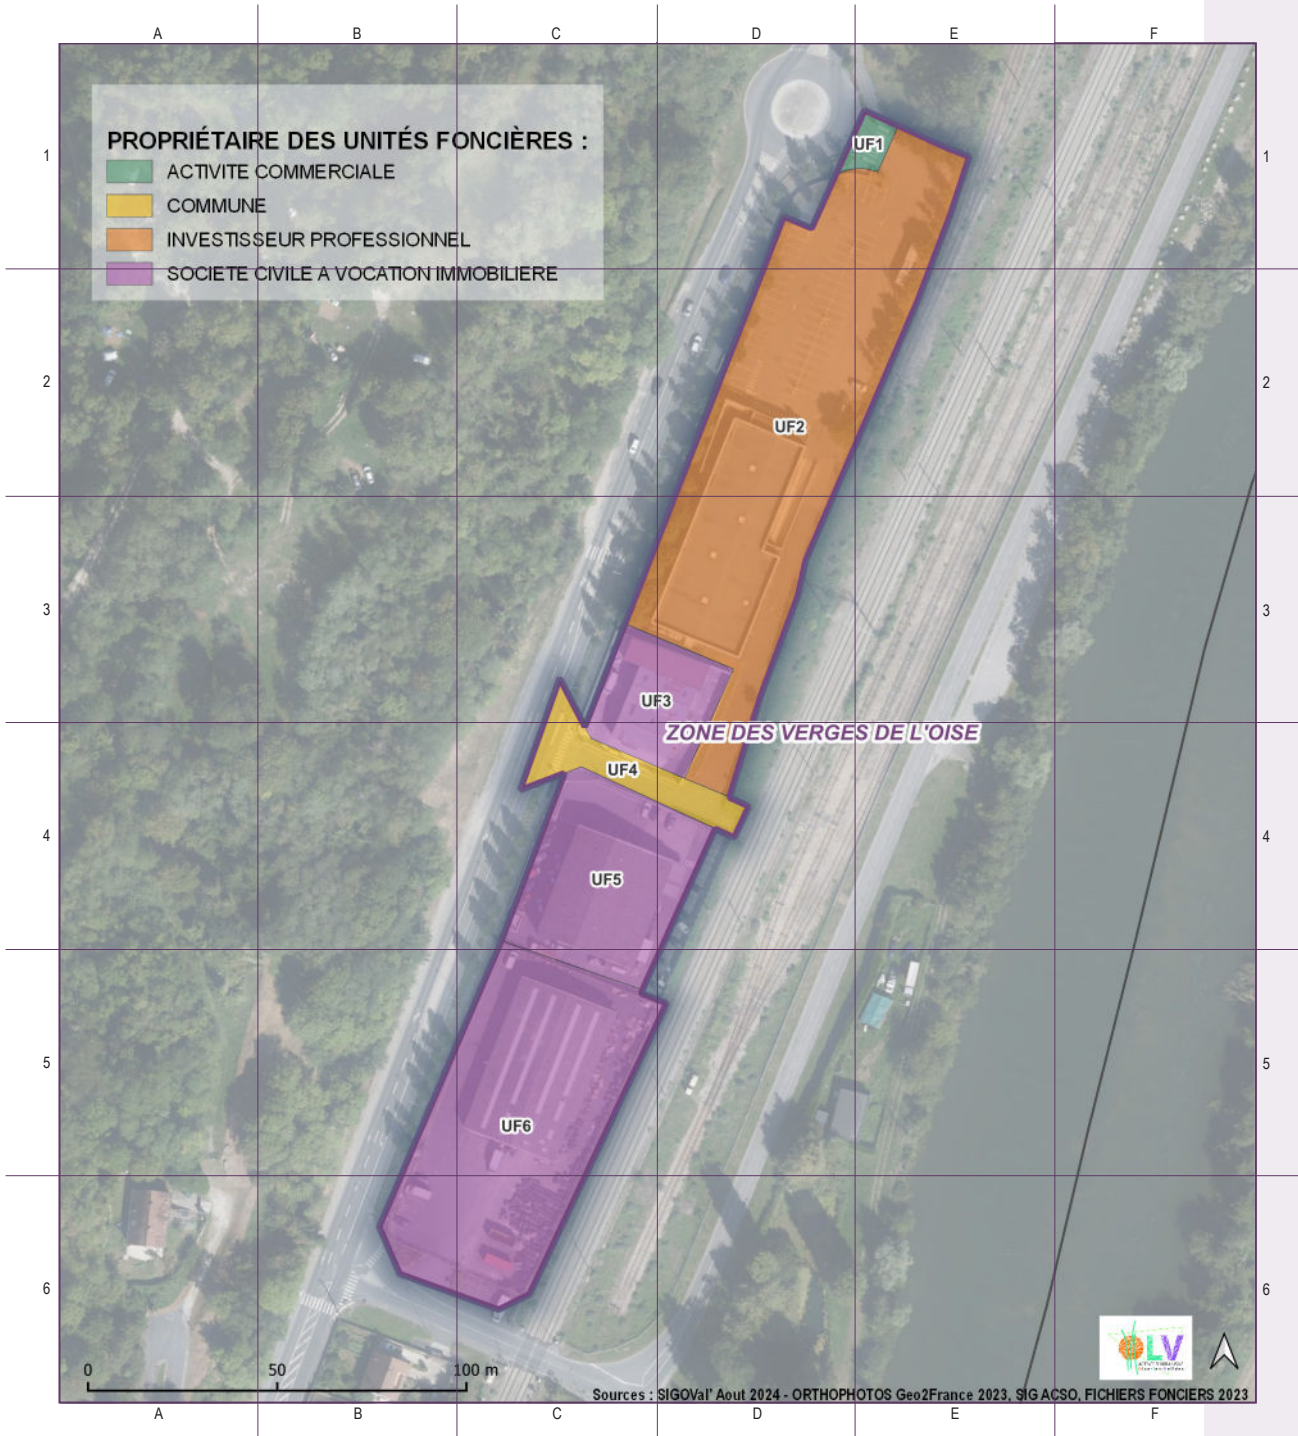 A B C D E F
PROPRIÉTAIRE DES UNITÉS FONCIÈRES :
ACTIVITE COMMERCIALE
COMMUNE
INVESTISSEUR PROFESSIONNEL
SOCIETE CIVILE A VOCATION IMMOBILIERE
UF1
1 1
2 2
UF2
3 3
UF3
ZONE DES VERGES DE L'OISE
UF4
4 4
UF5
5 5
UF6
6 6
LV
0 50 100 m
Sources : SIGOVal' Aout 2024 - ORTHOPHOTOS Geo2France 2023, SIG ACSO, FICHIERS FONCIERS 2023
A B C D E F